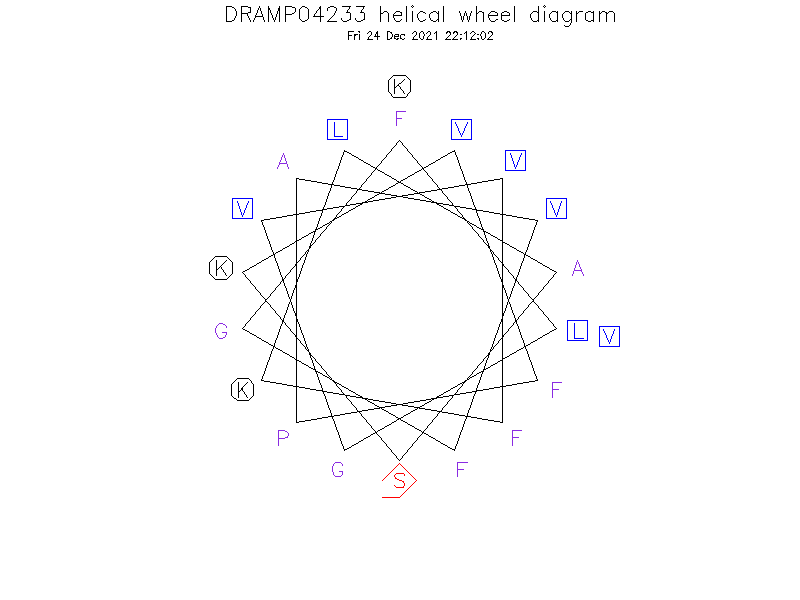 DRAMP04233 helical wheel diagram
Fri 24 Dec 2021 22:12:02
K
F
L V
A V
V V
K A
G L V
K F
P F
G F
S